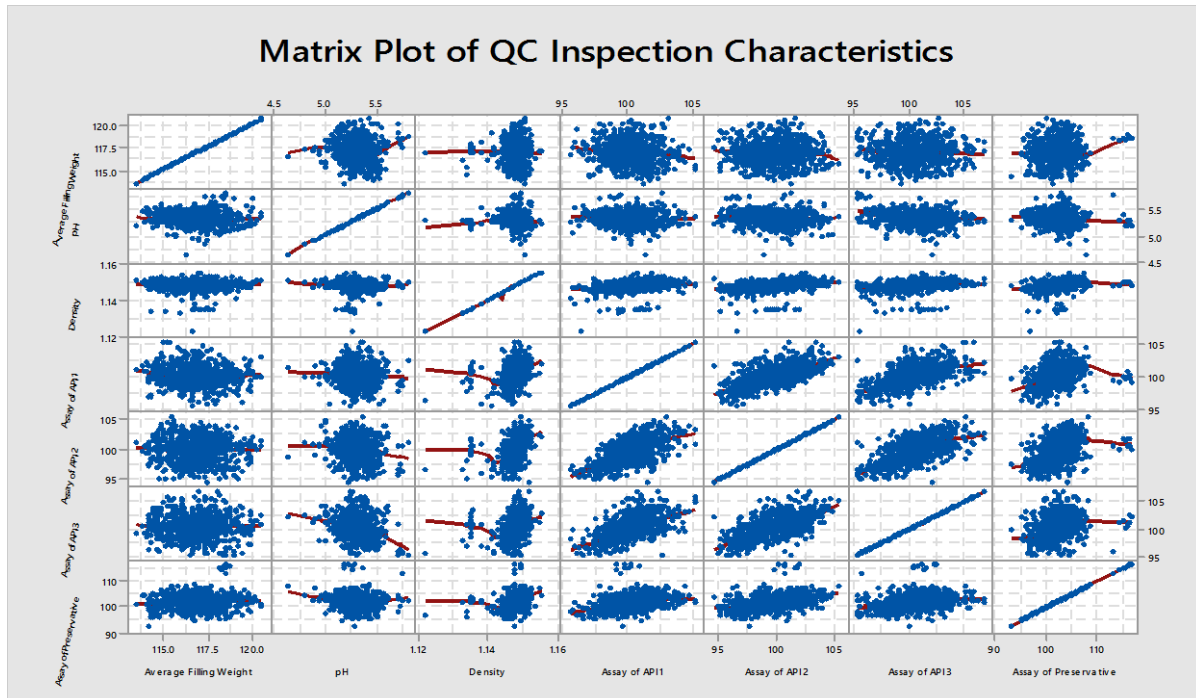 Matrix Plot of QC Inspection Characteristics
4.5 5.0 5.5 95 100 105 95 100 105
120.0
117.5
115.0
Average Filling Weight
5.5
5.0
4.5
pH
1.16
1.14
1.12
Density
105
100
95
Assay of API1
105
100
95
Assay of API2
105
100
95
Assay of API3
110
100
90
Assay of Preservative
115.0 117.5 120.0 1.12 1.14 1.16 95 100 105 90 100 110
Average Filling Weight pH Density Assay of API1 Assay of API2 Assay of API3 Assay of Preservative